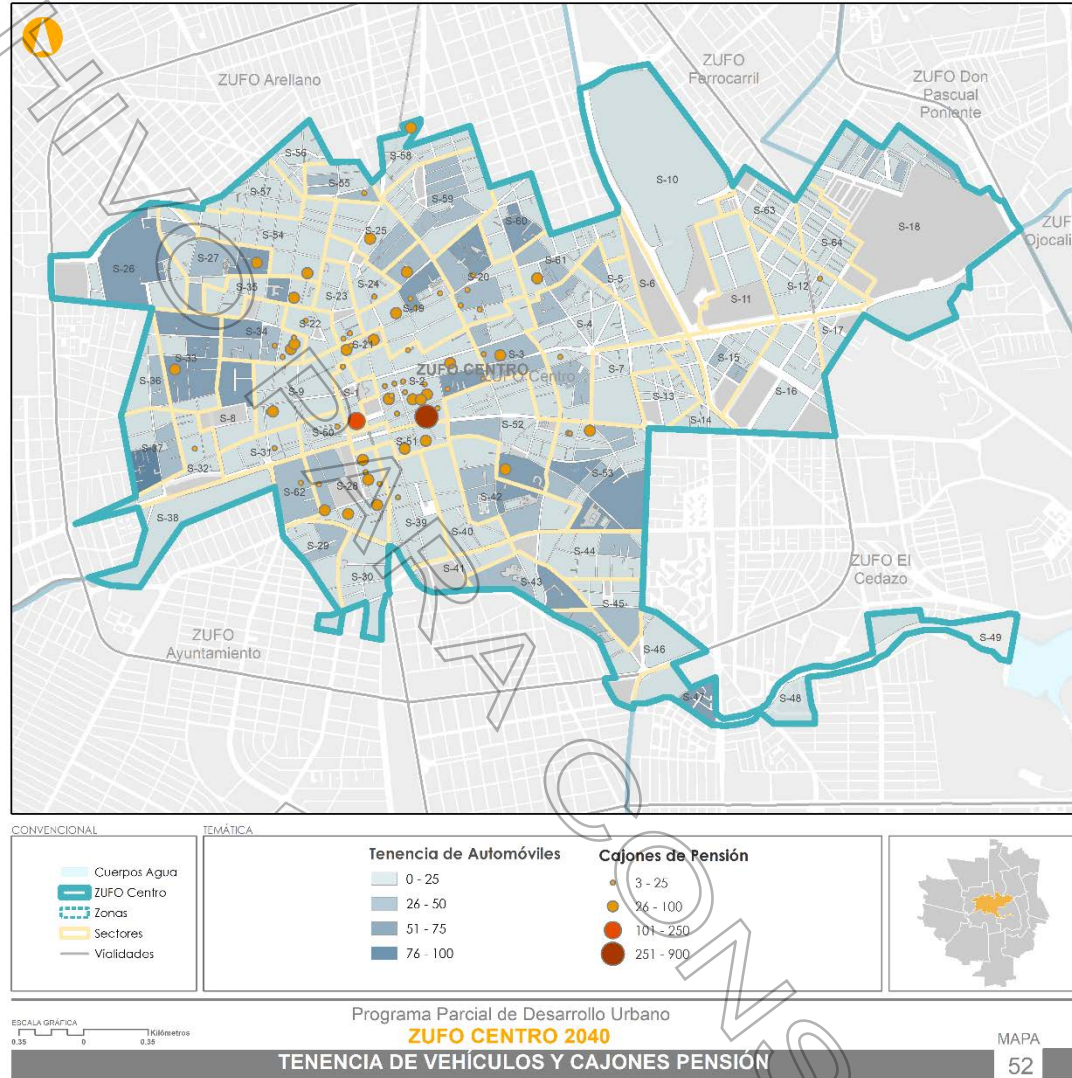 ZUFO Arellano
ZUFO
Ferrocarril
ZUFO Don
Pascual
Poniente
S-56
S-58
S-57
S-55
S-59
S-10
S-63
S-18
S-54
S-25
S-60
S-64
ZUF
Ojocali
S-26
S-27
S-20
S-61
S-5
S-6
S-35
S-24
S-23
S-12
S-11
S-19
S-22
S-4
S-17
S-34
S-21
S-3
S-33
ZUFO CENTRO
ZUFO Centro
S-36
S-2
S-7
S-15
S-9
S-1
S-13
S-16
S-8
S-14
S-50
S-52
S-37
S-51
S-31
S-32
S-53
S-62
S-28
S-42
S-38
S-39
S-40
S-29
S-44
S-41
S-43
S-30
S-45
ZUFO El
Cedazo
ZUFO
Ayuntamiento
S-46
S-49
S-47
S-48
CONVENCIONAL
Cuerpos Agua
ZUFO Centro
Zonas
Sectores
Vialidades
TEMÁTICA
Tenencia de Automóviles
0 - 25
26 - 50
51 - 75
76 - 100
Cajones de Pensión
3 - 25
26 - 100
101 - 250
251 - 900
ESCALA GRÁFICA
Kilómetros
0.35 0 0.35
Programa Parcial de Desarrollo Urbano
ZUFO CENTRO 2040
TENENCIA DE VEHÍCULOS Y CAJONES PENSIÓN
MAPA
52